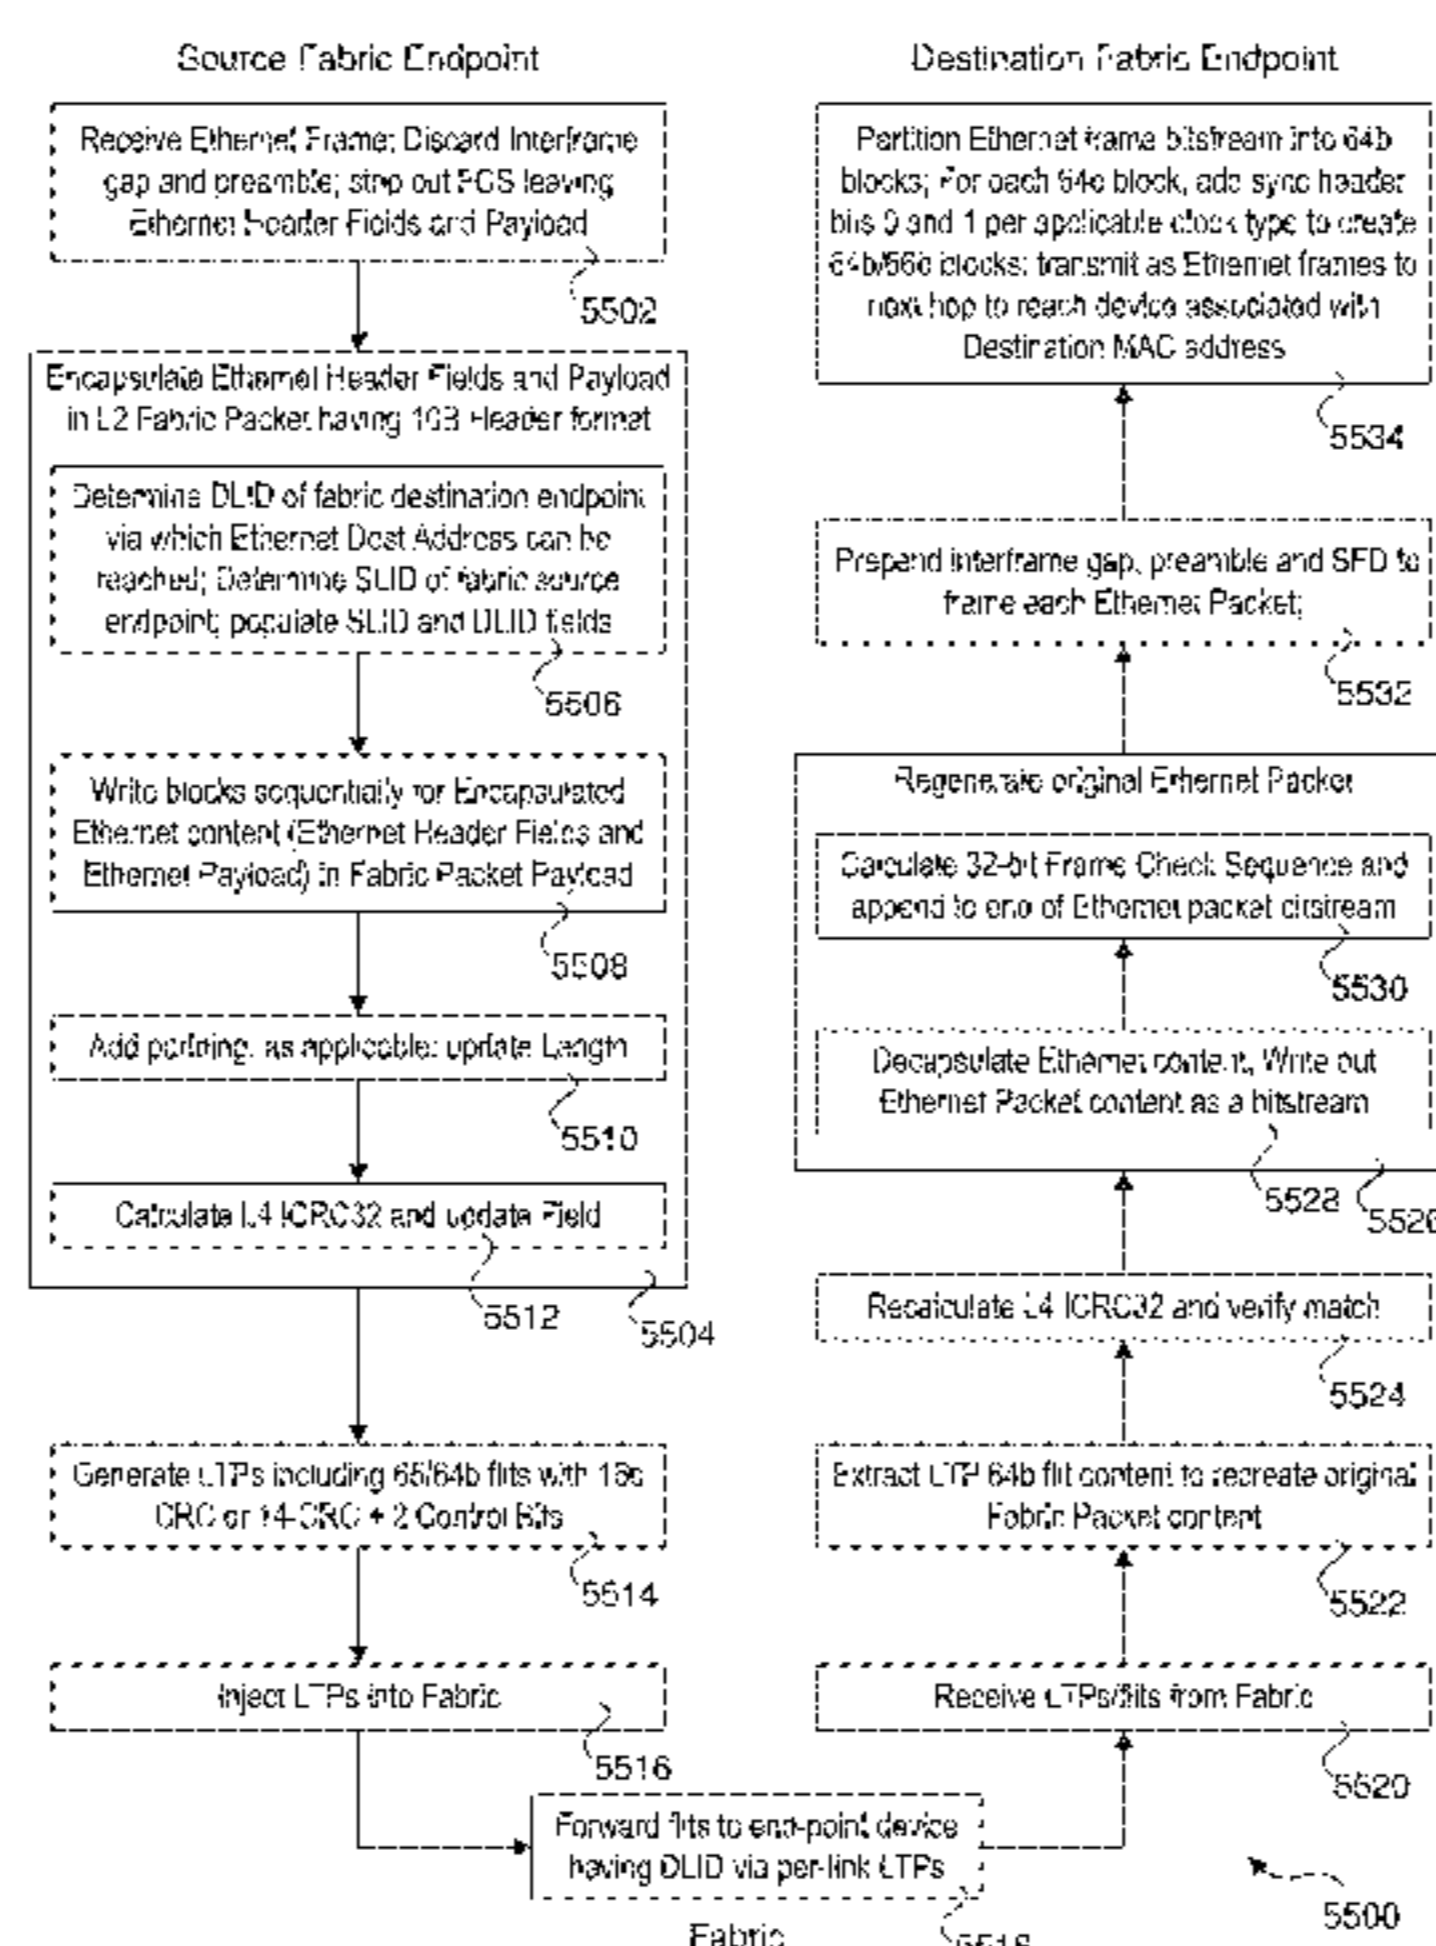 Source Fabric Endpoint
Receive Ethernet Frame; Discard Interframe
gap and preamble; strip out FCS leaving
Ethernet Header Fields and Payload
5502
Encapsulate Ethernet Header Fields and Payload
in L2 Fabric Packet having Header format
Determine DLID of fabric destination endpoint
via which Ethernet Dest Address can be
reached; Determine SLID of fabric source
endpoint; populate SLID and DLID fields
5506
Write blocks sequentially for Encapsulated
Ethernet content (Ethernet Header Fields and
Ethernet Payload) in Fabric Packet Payload
5508
Add padding, as applicable; update Length
5510
Calculate L4 ICRC32 and update Field
5512
5504
Generate LTPs including 65/64b flits with
CRC or 14-CRC + 2 Control Bits
5514
Inject LTPs into Fabric
5516
Forward flits to end-point device
having DLID via per-link LTPs
5518
Fabric
Destination Fabric Endpoint
Partition Ethernet frame bitstream into 64b
blocks; For each 64b block, add sync header
bits 0 and 1 per applicable block type to create
blocks; transmit as Ethernet frames to
next hop to reach device associated with
Destination MAC address
5534
Prepend interframe gap, preamble and SFD to
frame each Ethernet Packet;
5532
Regenerate original Ethernet Packet
Calculate 32-bit Frame Check Sequence and
append to end of Ethernet packet bitstream
5530
Decapsulate Ethernet content, Write out
Ethernet Packet content as a bitstream
5528
5526
Recalculate L4 ICRC32 and verify match
5524
Extract LTP 64b flit content to recreate original
Fabric Packet content
5522
Receive LTPs/flits from Fabric
5520
5500